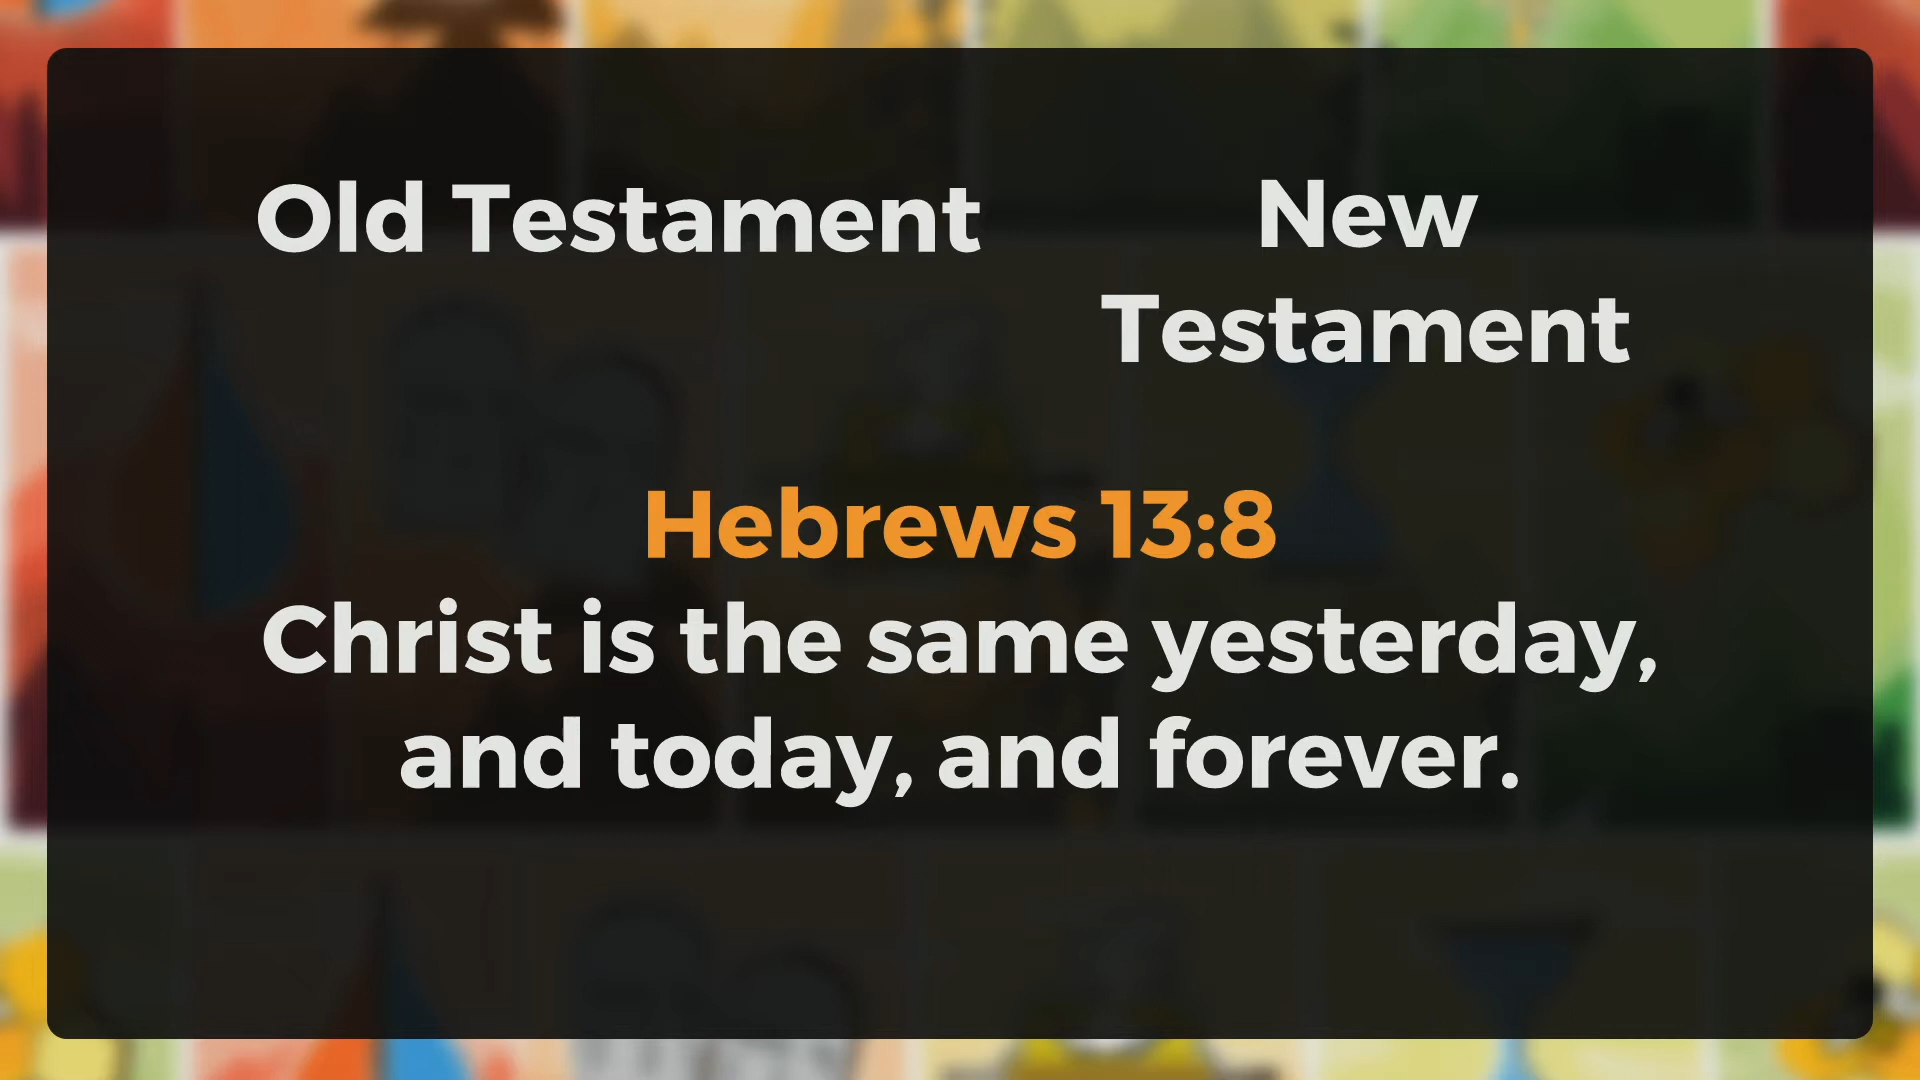 Old Testament
New
Testament
Hebrews 13:8
Christ is the same yesterday,
and today, and forever.